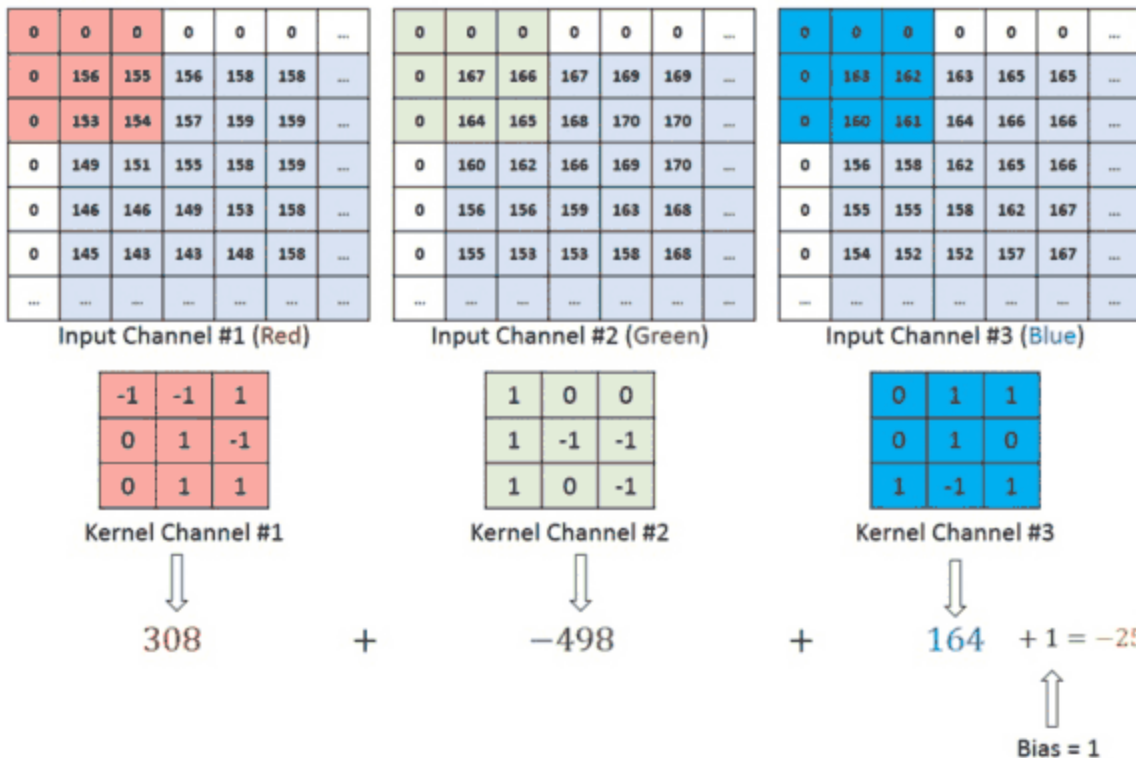 0 0 0 0 0 0 ...
0 156 155 156 158 158 ...
0 153 154 157 159 159 ...
0 149 151 155 158 159 ...
0 146 146 149 153 158 ...
0 145 143 143 148 158 ...
... ... ... ... ... ... ...
Input Channel #1 (Red)
0 0 0 0 0 0 ...
0 167 166 167 169 169 ...
0 164 165 168 170 170 ...
0 160 162 166 169 170 ...
0 156 156 159 163 168 ...
0 155 153 153 158 168 ...
... ... ... ... ... ... ...
Input Channel #2 (Green)
0 0 0 0 0 0 ...
0 163 162 163 165 165 ...
0 160 161 164 166 166 ...
0 156 158 162 165 166 ...
0 155 155 158 162 167 ...
0 154 152 152 157 167 ...
... ... ... ... ... ... ...
Input Channel #3 (Blue)
-1 -1 1
0 1 -1
0 1 1
Kernel Channel #1
1 0 0
1 -1 -1
1 0 -1
Kernel Channel #2
0 1 1
0 1 0
1 -1 1
Kernel Channel #3
308 + −498 + 164 + 1 = −25
Bias = 1